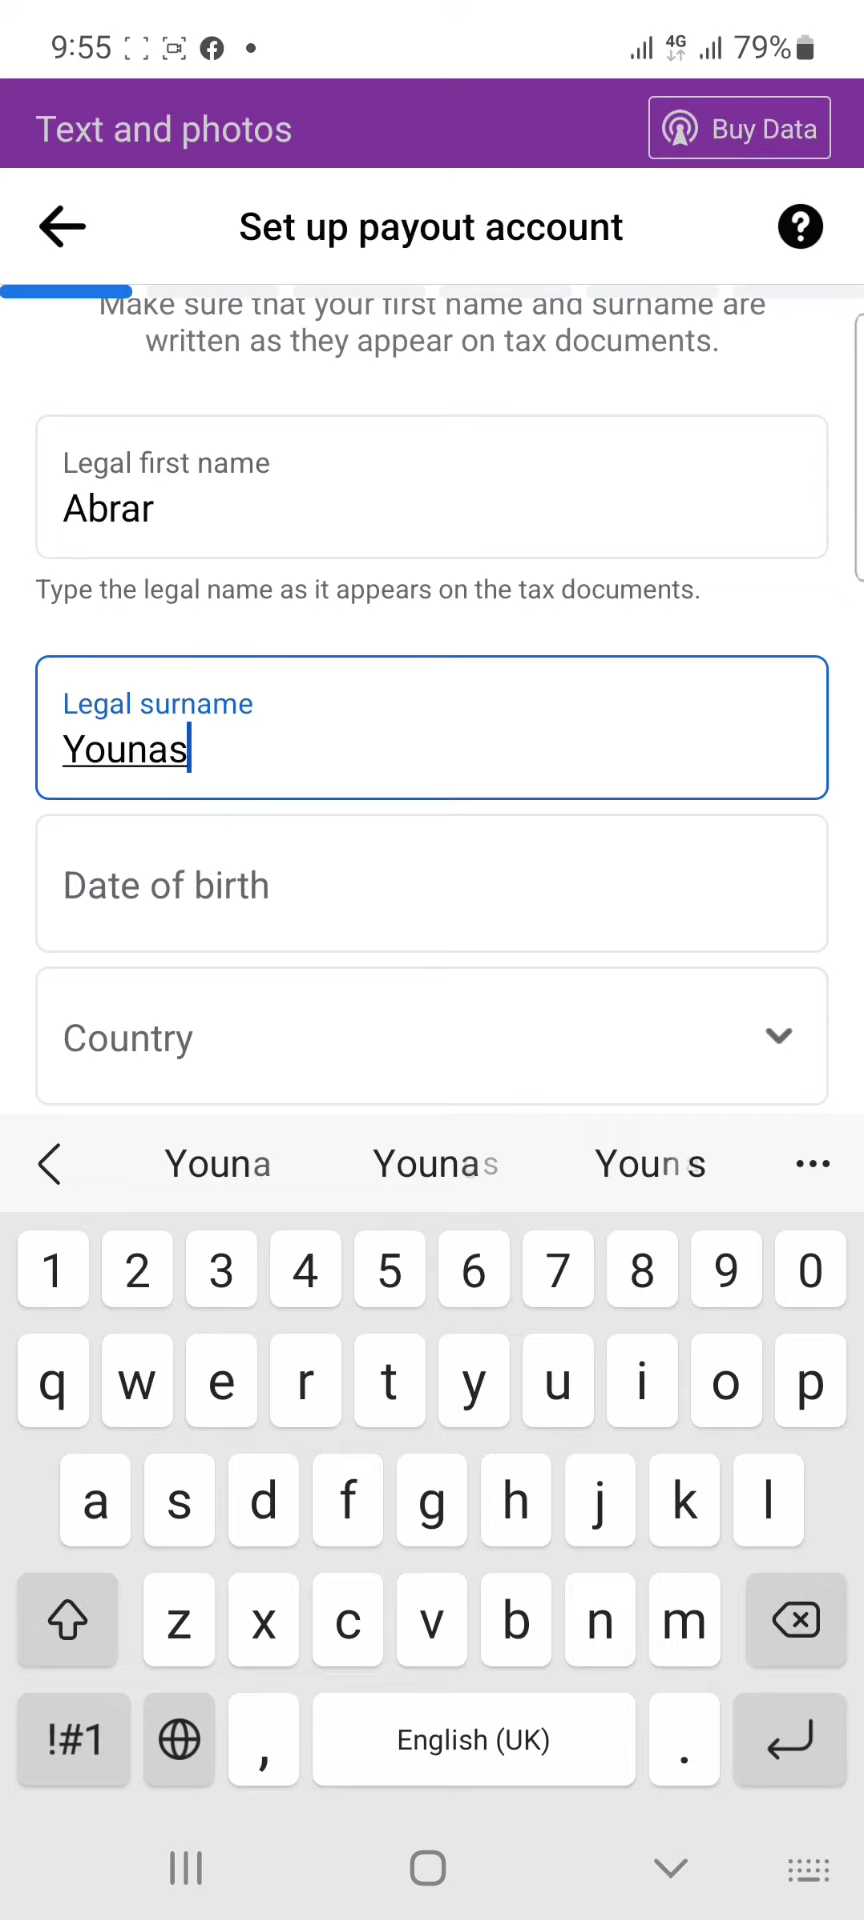 9:55 4G 79%
Text and photos Buy Data
Set up payout account
Make sure that your first name and surname are
written as they appear on tax documents.
Legal first name
Abrar
Type the legal name as it appears on the tax documents.
Legal surname
Younas
Date of birth
Country
Youna Younas Youns ...
1 2 3 4 5 6 7 8 9 0
q w e r t y u i o p
a s d f g h j k l
z x c v b n m
!#1 , English (UK) .